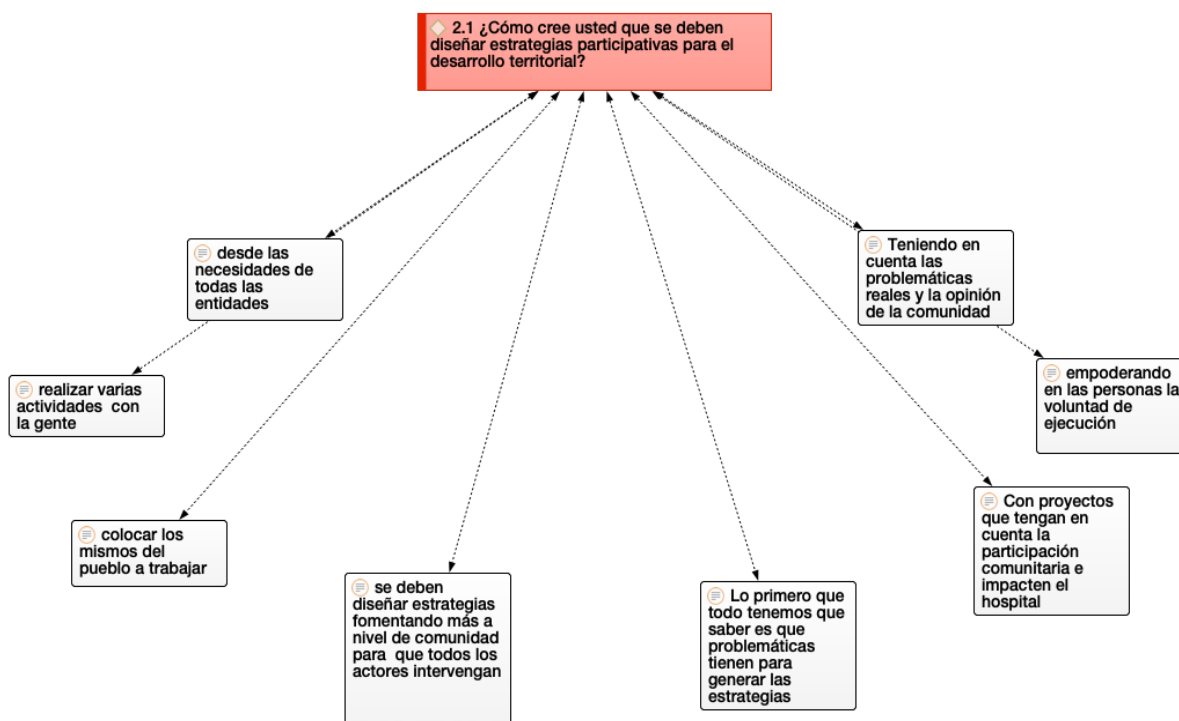 2.1 ¿Cómo cree usted que se deben
diseñar estrategias participativas para el
desarrollo territorial?
desde las
necesidades de
todas las
entidades
Teniendo en
cuenta las
problemáticas
reales y la opinión
de la comunidad
realizar varias
actividades con
la gente
empoderando
en las personas la
voluntad de
ejecución
colocar los
mismos del
pueblo a trabajar
Con proyectos
que tengan en
cuenta la
participación
comunitaria e
impacten el
hospital
se deben
diseñar estrategias
fomentando más a
nivel de comunidad
para que todos los
actores intervengan
Lo primero que
todo tenemos que
saber es que
problemáticas
tienen para
generar las
estrategias